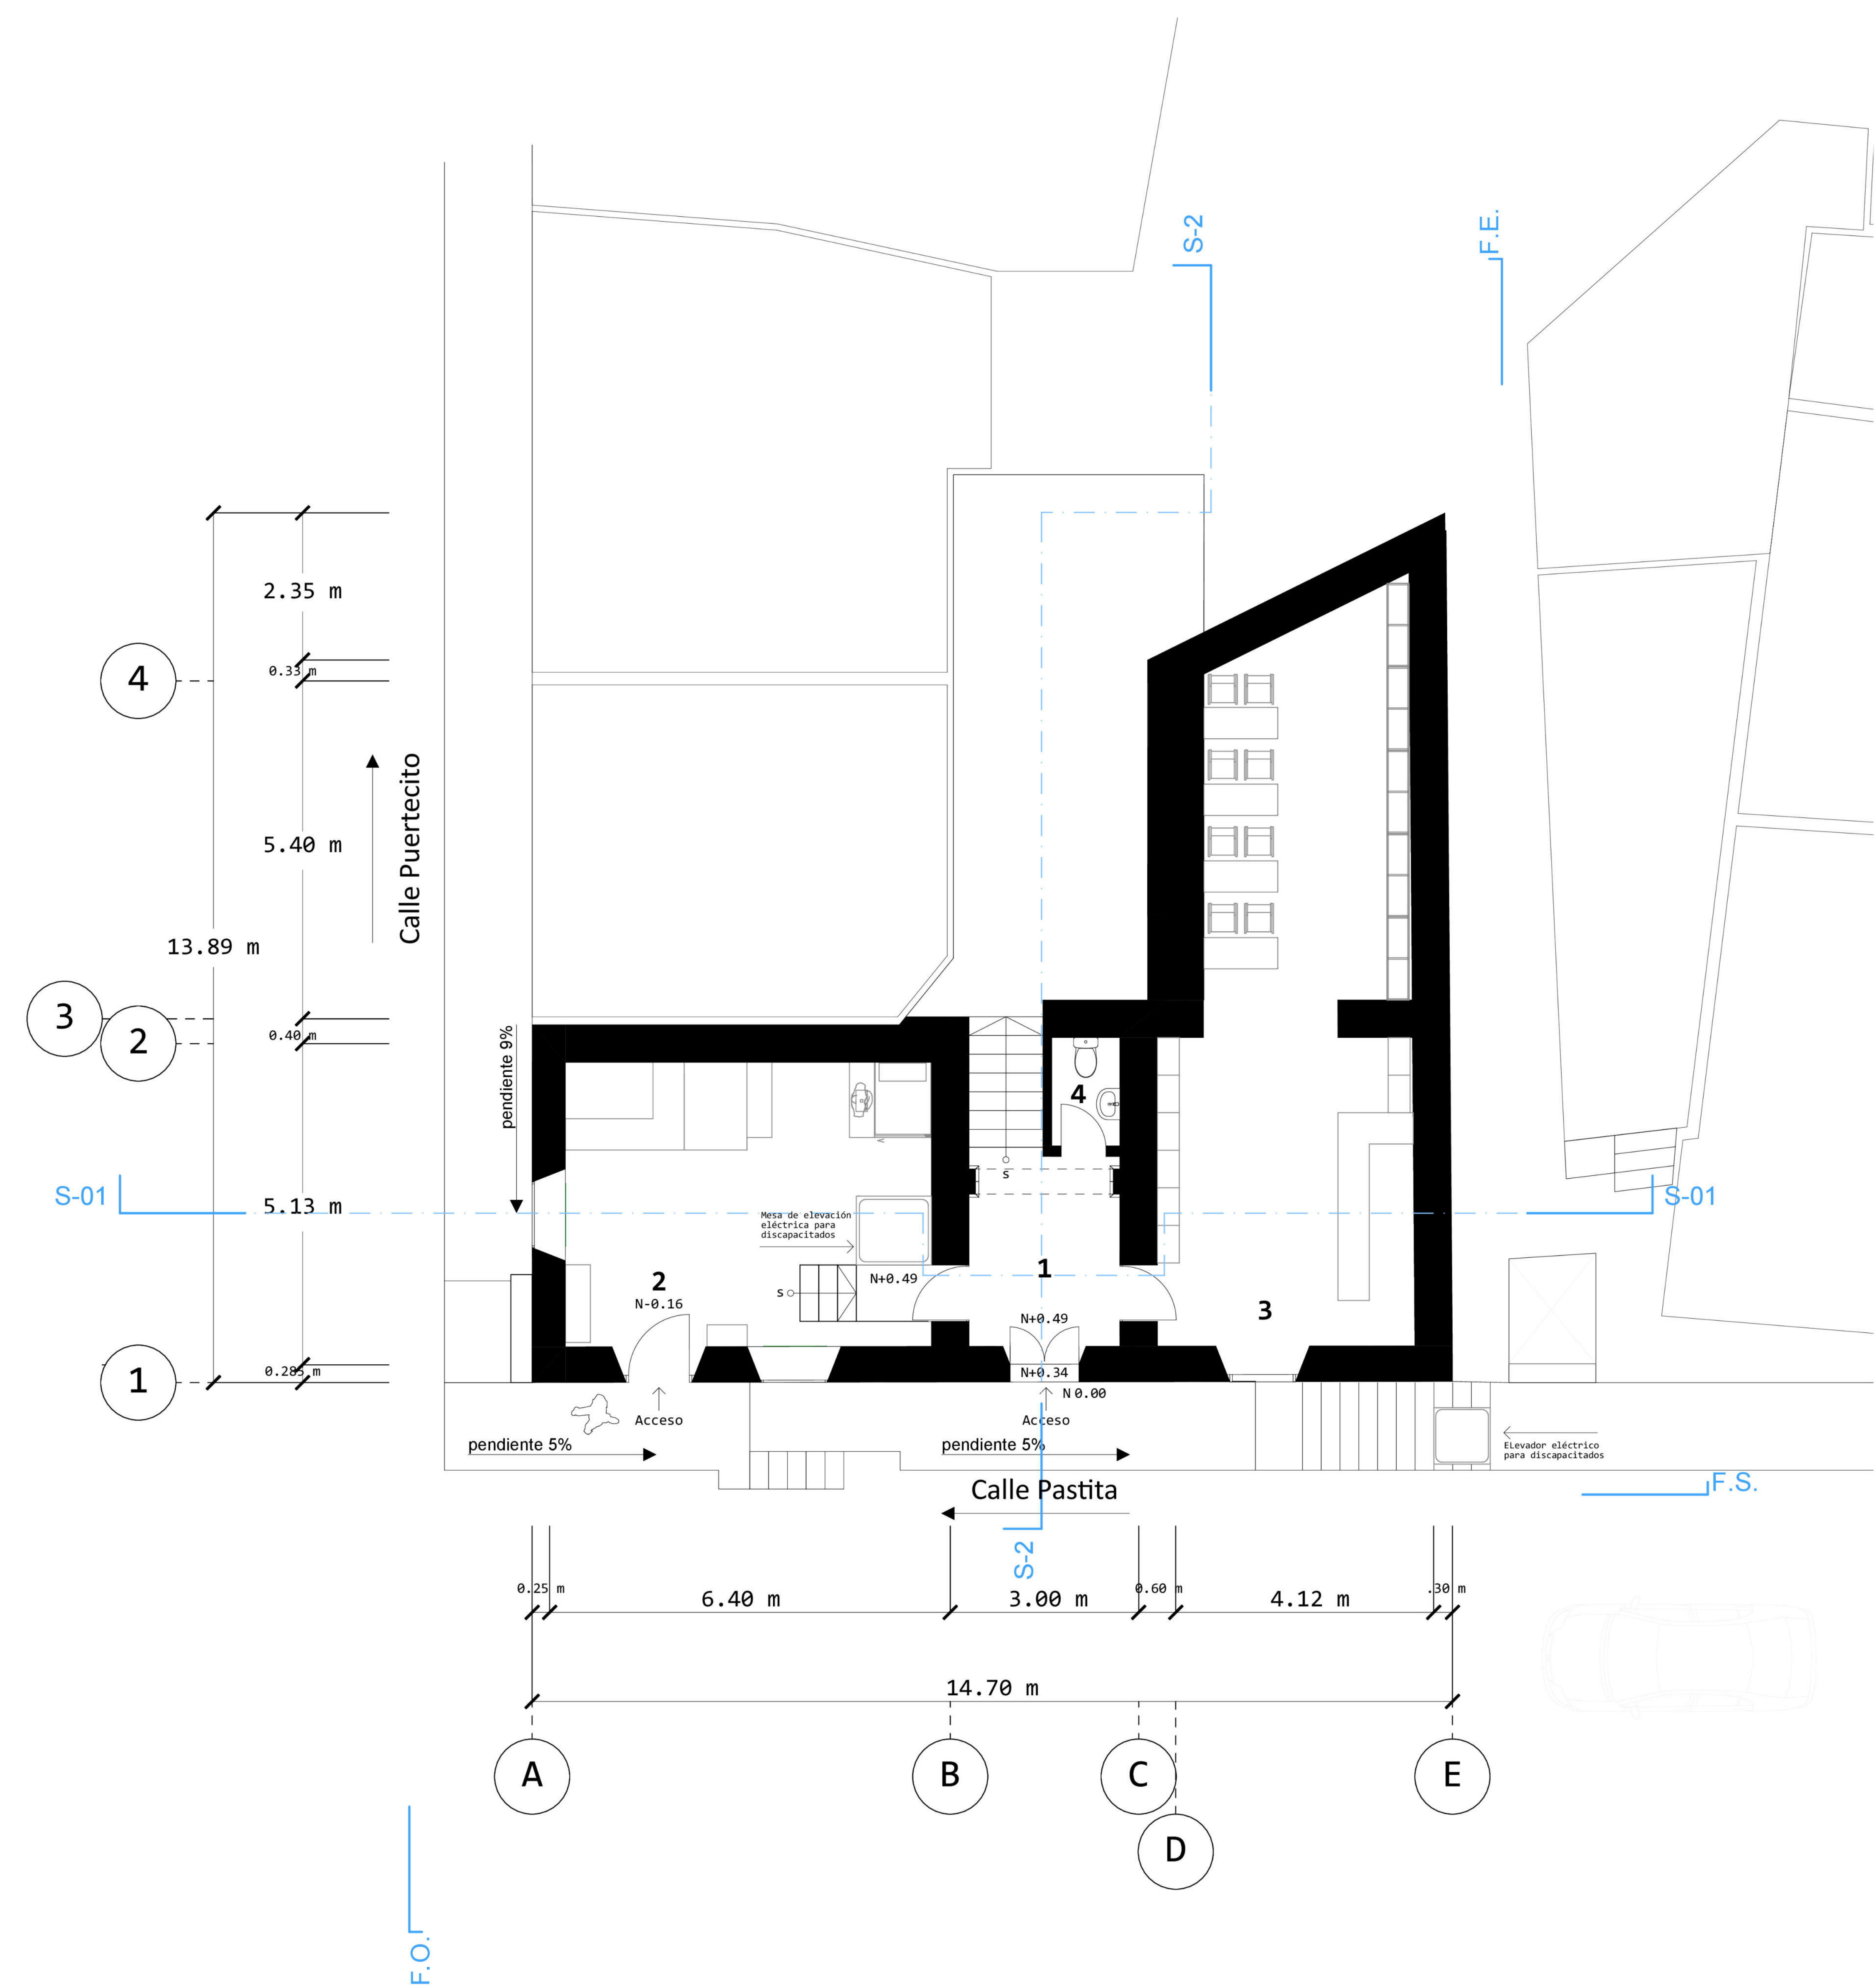 S-2
F.E.
2.35 m
0.33 m
4
5.40 m
Calle Puertecito
13.89 m
3
2
0.40 m
pendiente 9%
4
s
S-01
5.13 m
S-01
Mesa de elevación
eléctrica para
discapacitados
1
2
N+0.49
s
N-0.16
3
N+0.49
0.285 m
1
N+0.34
N 0.00
Acceso
Acceso
pendiente 5%
pendiente 5%
ELevador eléctrico
para discapacitados
Calle Pastita
F.S.
S-2
0.25 m
6.40 m
3.00 m
0.60 m
4.12 m
.30 m
14.70 m
A
B
C
E
D
F.O.